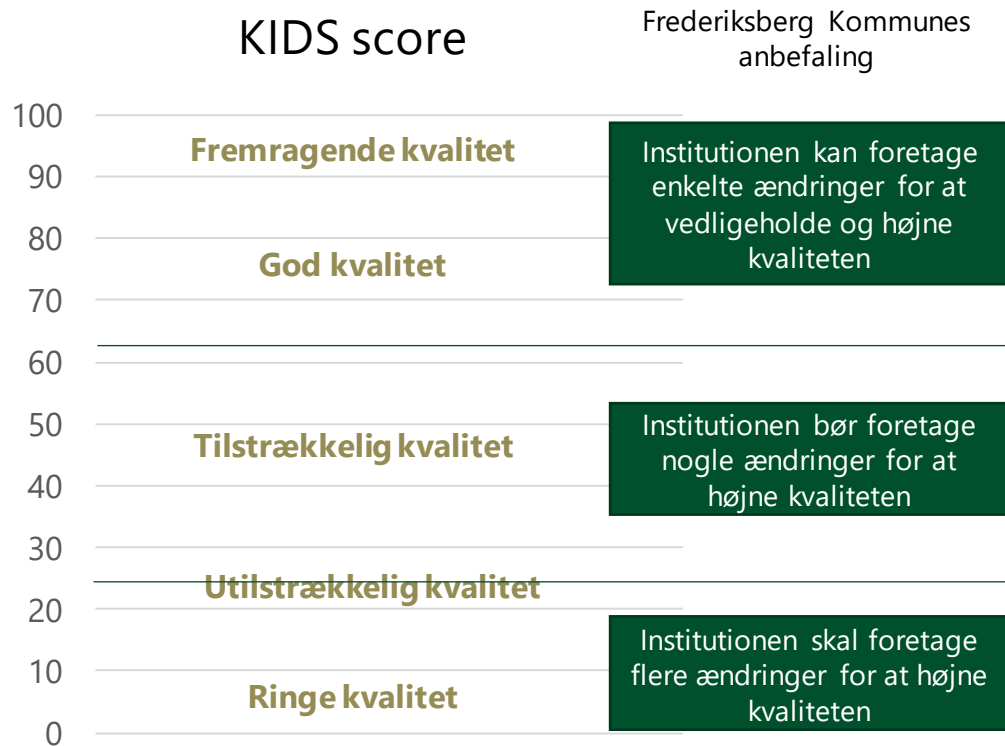 KIDS score
Frederiksberg Kommunes
anbefaling
100
Fremragende kvalitet
90
80
God kvalitet
70
60
50
Tilstrækkelig kvalitet
40
30
Utilstrækkelig kvalitet
20
10
Ringe kvalitet
0
Institutionen kan foretage
enkelte ændringer for at
vedligeholde og højne
kvaliteten
Institutionen bør foretage
nogle ændringer for at
højne kvaliteten
Institutionen skal foretage
flere ændringer for at højne
kvaliteten